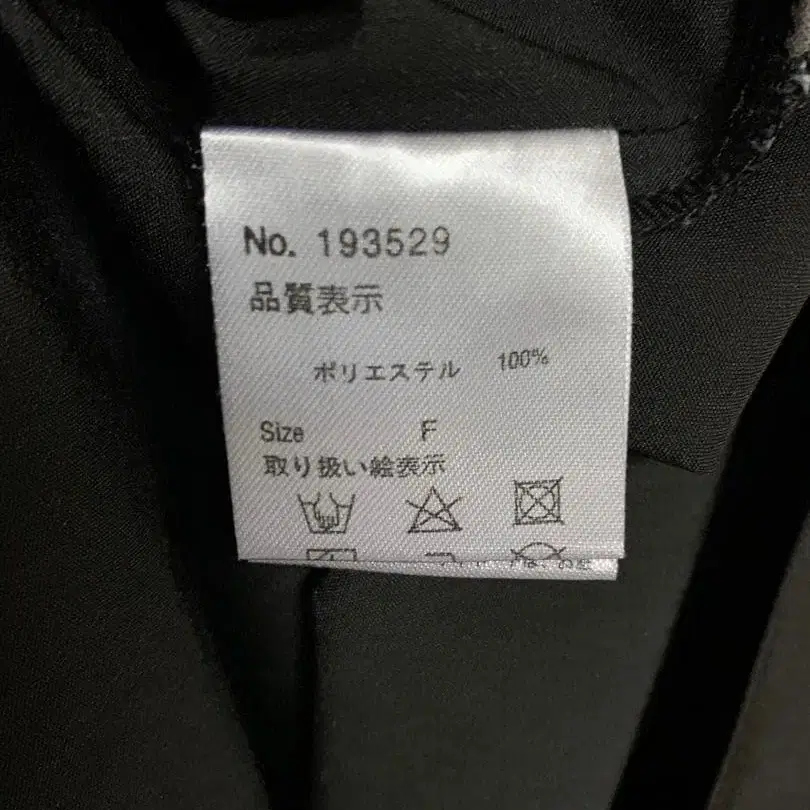 No. 193529
品質表示
ポリエステル 100%
Size F
取り扱い絵表示